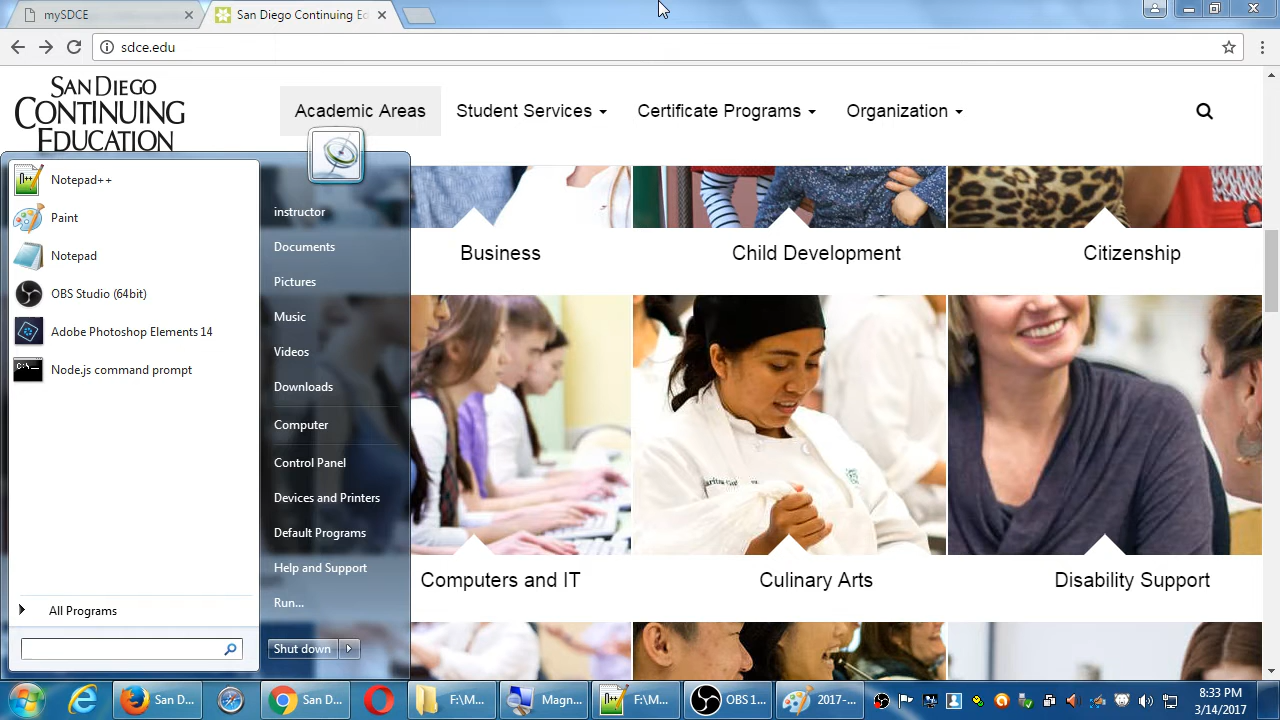 mySDCE
San Diego Continuing Ed
sdce.edu
SAN DIEGO
CONTINUING
EDUCATION
Academic Areas
Student Services
Certificate Programs
Organization
Notepad++
Paint
Notepad
OBS Studio (64bit)
Adobe Photoshop Elements 14
Node.js command prompt
All Programs
instructor
Documents
Pictures
Music
Videos
Downloads
Computer
Control Panel
Devices and Printers
Default Programs
Help and Support
Run...
Shut down
Business
Child Development
Citizenship
Computers and IT
Culinary Arts
Disability Support
San D...
San D...
F:\M...
Magn...
F:\M...
OBS 1...
2017-...
8:33 PM
3/14/2017